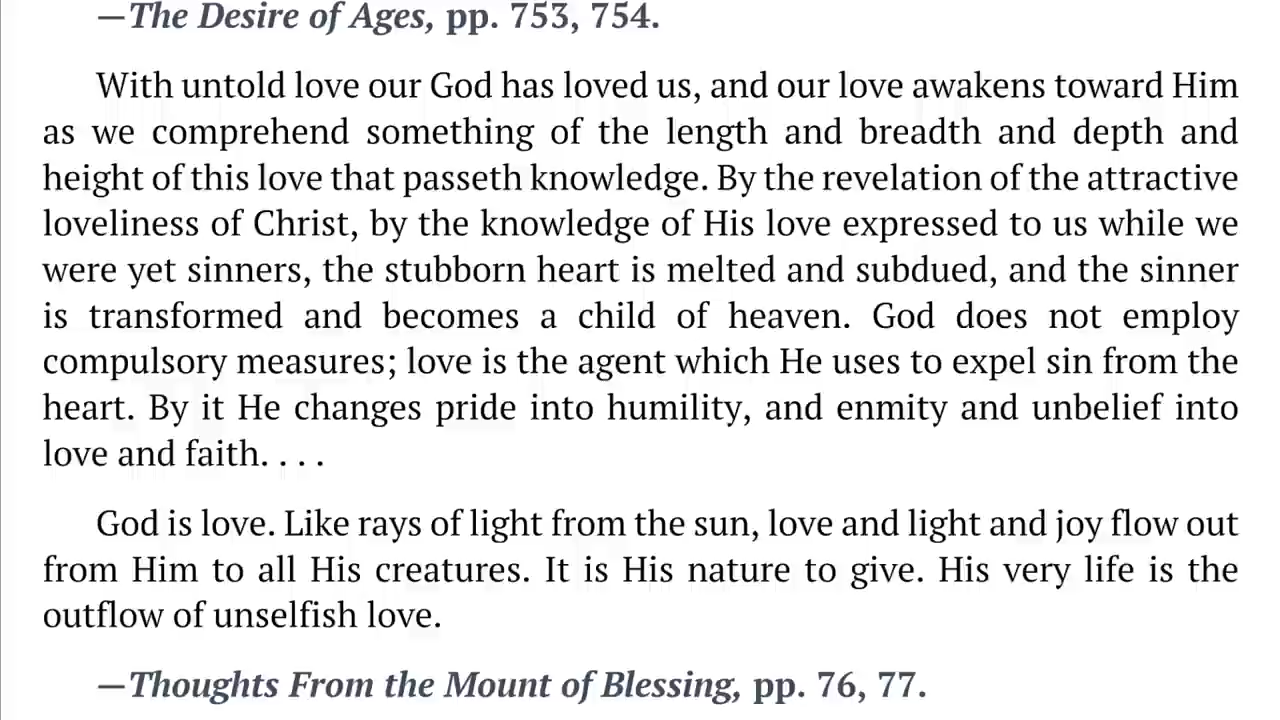 —The Desire of Ages, pp. 753, 754.
With untold love our God has loved us, and our love awakens toward Him
as we comprehend something of the length and breadth and depth and
height of this love that passeth knowledge. By the revelation of the attractive
loveliness of Christ, by the knowledge of His love expressed to us while we
were yet sinners, the stubborn heart is melted and subdued, and the sinner
is transformed and becomes a child of heaven. God does not employ
compulsory measures; love is the agent which He uses to expel sin from the
heart. By it He changes pride into humility, and enmity and unbelief into
love and faith. . . .
God is love. Like rays of light from the sun, love and light and joy flow out
from Him to all His creatures. It is His nature to give. His very life is the
outflow of unselfish love.
—Thoughts From the Mount of Blessing, pp. 76, 77.